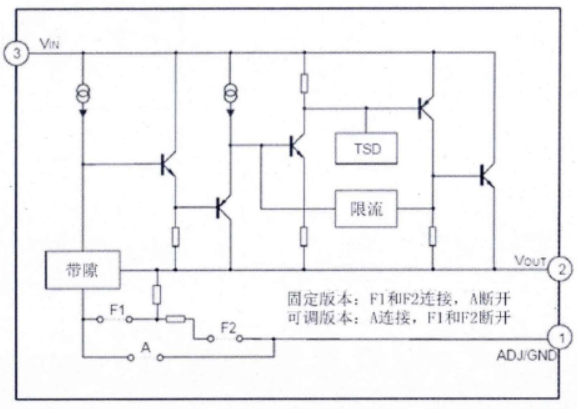 3
VIN
TSD
限流
带隙
VOUT
2
固定版本：F1和F2连接，A断开
可调版本：A连接，F1和F2断开
F1
F2
A
1
ADJ/GND